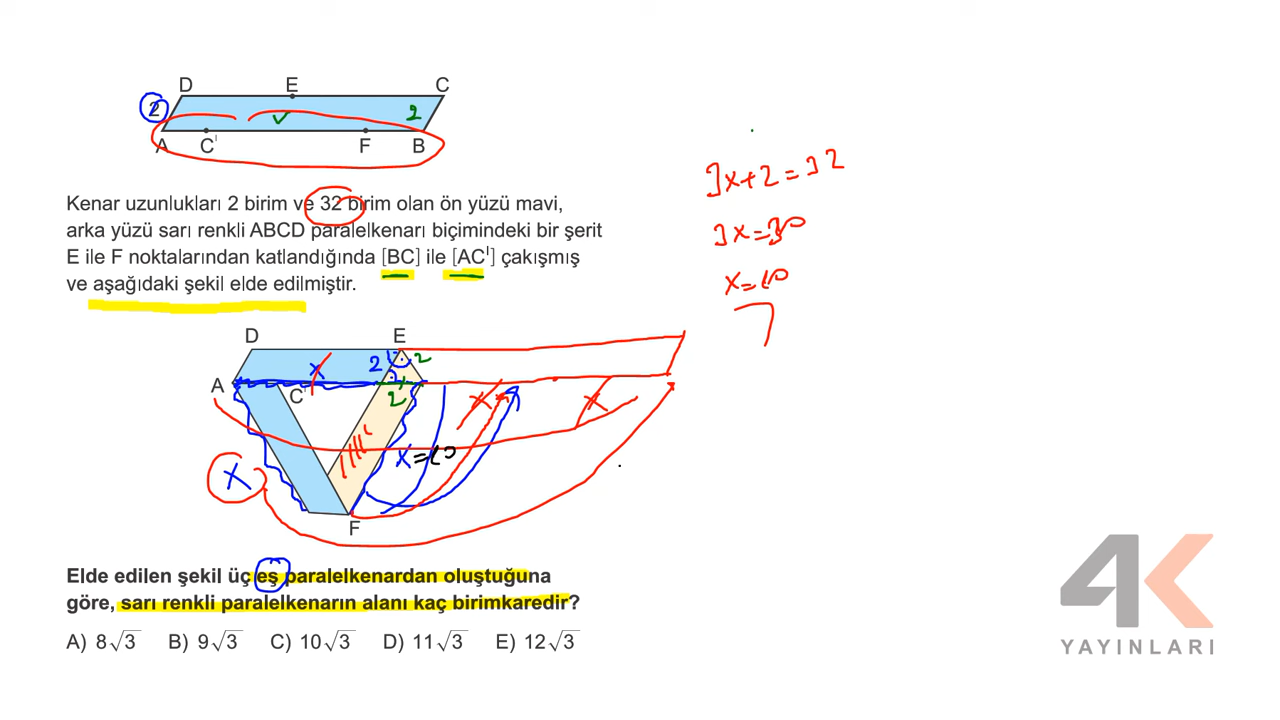 D E C
2 ✓ 2
A C' F B
3x+2=32
Kenar uzunlukları 2 birim ve 32 birim olan ön yüzü mavi,
arka yüzü sarı renkli ABCD paralelkenarı biçimindeki bir şerit
3x=30
E ile F noktalarından katlandığında [BC] ile [AC'] çakışmış
ve aşağıdaki şekil elde edilmiştir.
x=10
D E
x 2 2
A C' 2 x x
x x=10
F
Elde edilen şekil üç eş paralelkenardan oluştuğuna
göre, sarı renkli paralelkenarın alanı kaç birimkaredir?
A) 8√3 B) 9√3 C) 10√3 D) 11√3 E) 12√3
4K
YAYINLARI